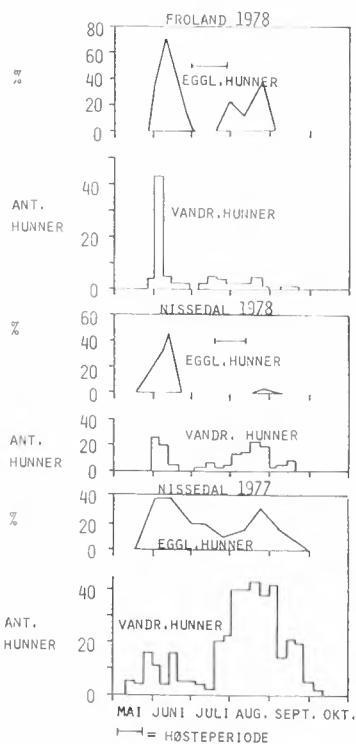 FROLAND 1978
80
60
%
40
EGGL.HUNNER
20
0
ANT.
HUNNER
40
VANDR.HUNNER
20
0
NISSEDAL 1978
60
%
40
EGGL.HUNNER
20
0
ANT.
HUNNER
40
VANDR. HUNNER
20
0
NISSEDAL 1977
40
%
20
EGGL.HUNNER
0
ANT.
HUNNER
40
VANDR.HUNNER
20
0
MAI JUNI JULI AUG. SEPT. OKT.
= HØSTEPERIODE